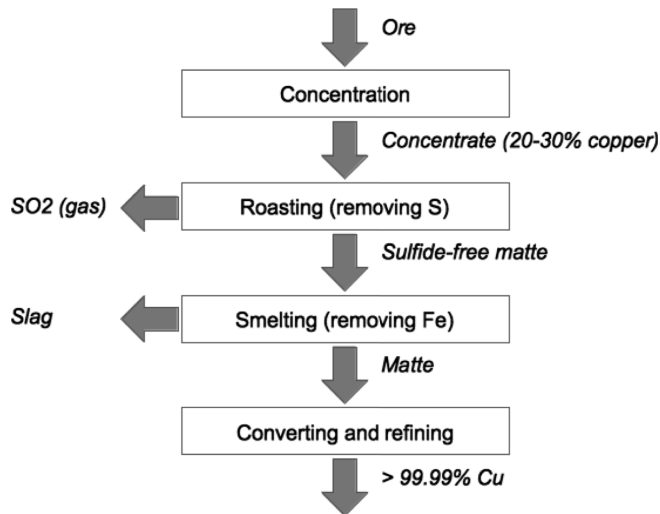 Ore
Concentration
Concentrate (20-30% copper)
SO2 (gas)
Roasting (removing S)
Sulfide-free matte
Slag
Smelting (removing Fe)
Matte
Converting and refining
> 99.99% Cu